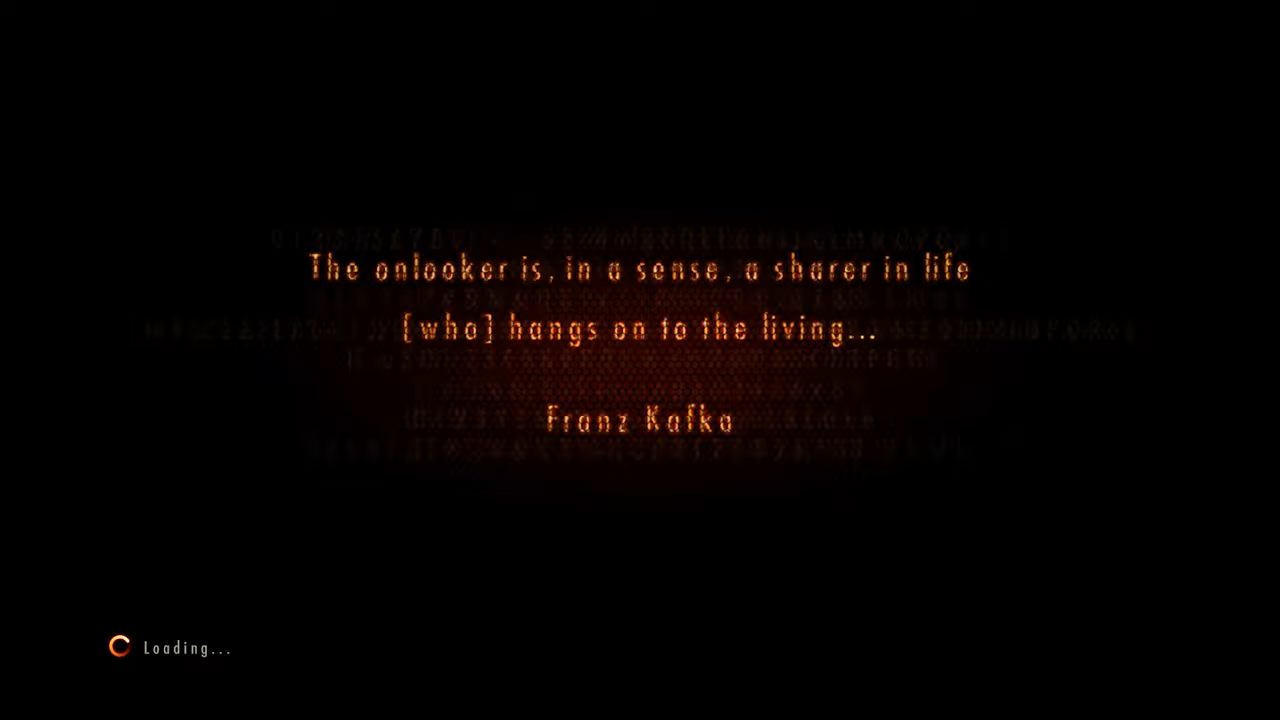 The onlooker is, in a sense, a sharer in life
[who] hangs on to the living...
Franz Kafka
Loading...